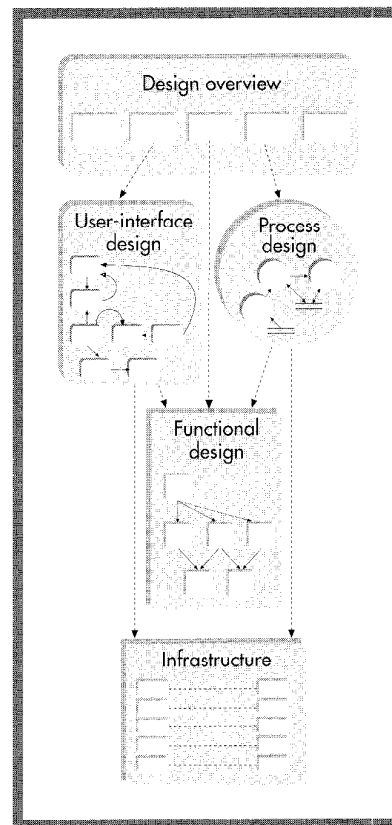 Design overview
User-interface
design
Process
design
Functional
design
Infrastructure